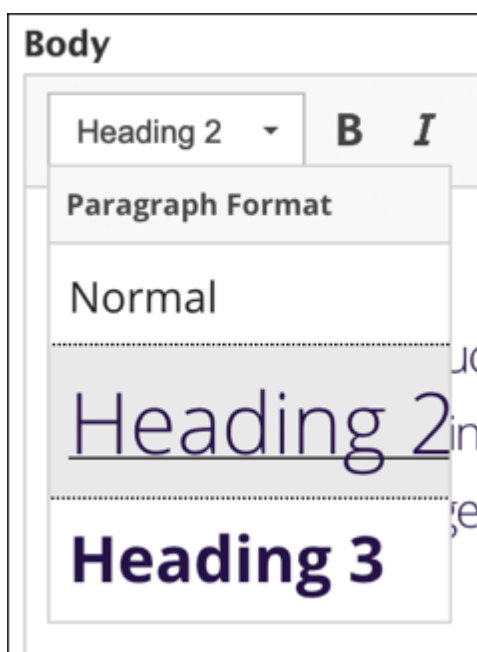 Body
Heading 2 B I
Paragraph Format
Normal
Heading 2
Heading 3